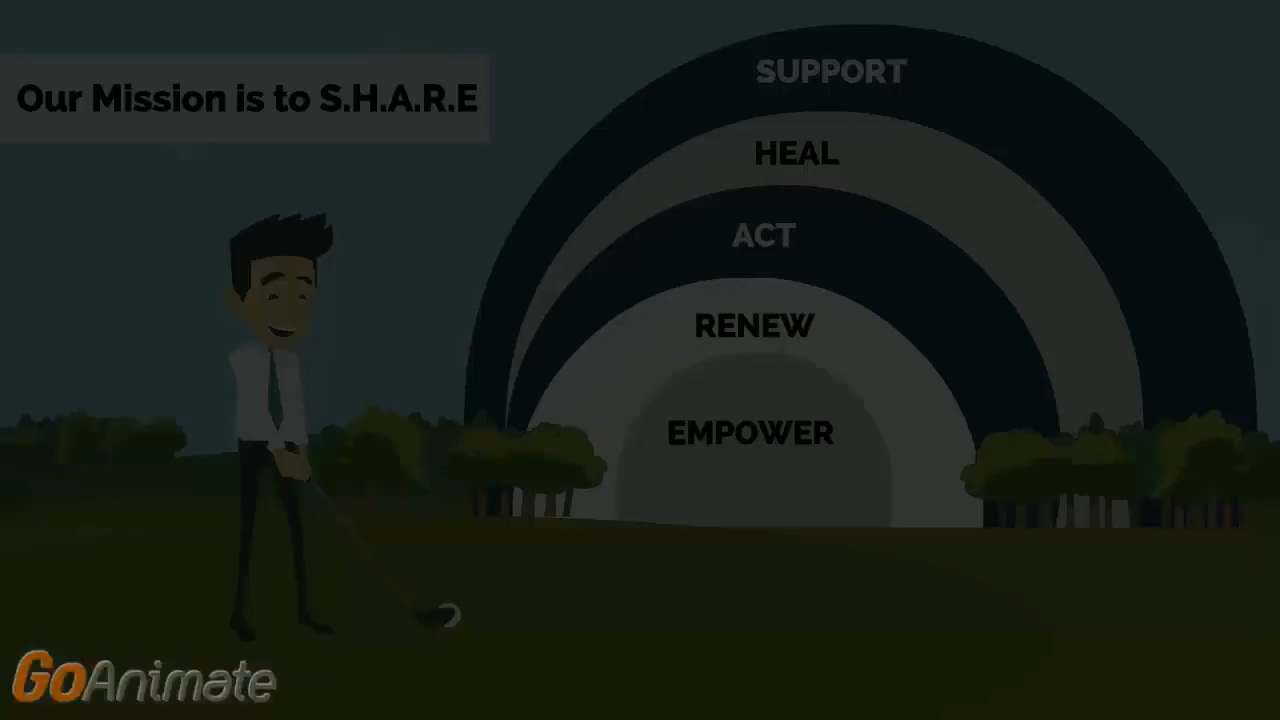 Our Mission is to S.H.A.R.E
SUPPORT
HEAL
ACT
RENEW
EMPOWER
GoAnimate